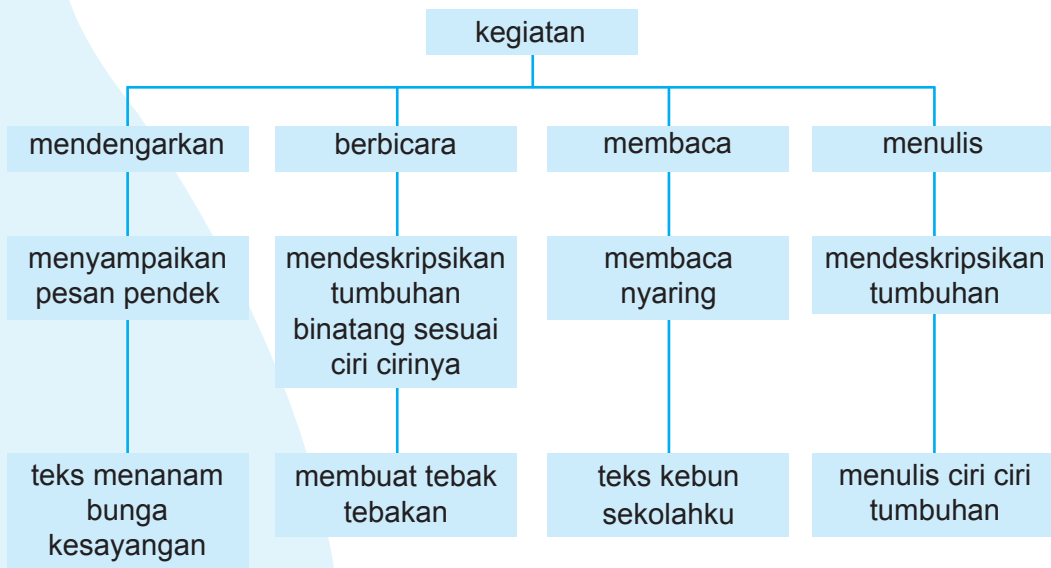 kegiatan
mendengarkan
berbicara
membaca
menulis
menyampaikan
pesan pendek
mendeskripsikan
tumbuhan
binatang sesuai
ciri cirinya
membaca
nyaring
mendeskripsikan
tumbuhan
teks menanam
bunga
kesayangan
membuat tebak
tebakan
teks kebun
sekolahku
menulis ciri ciri
tumbuhan